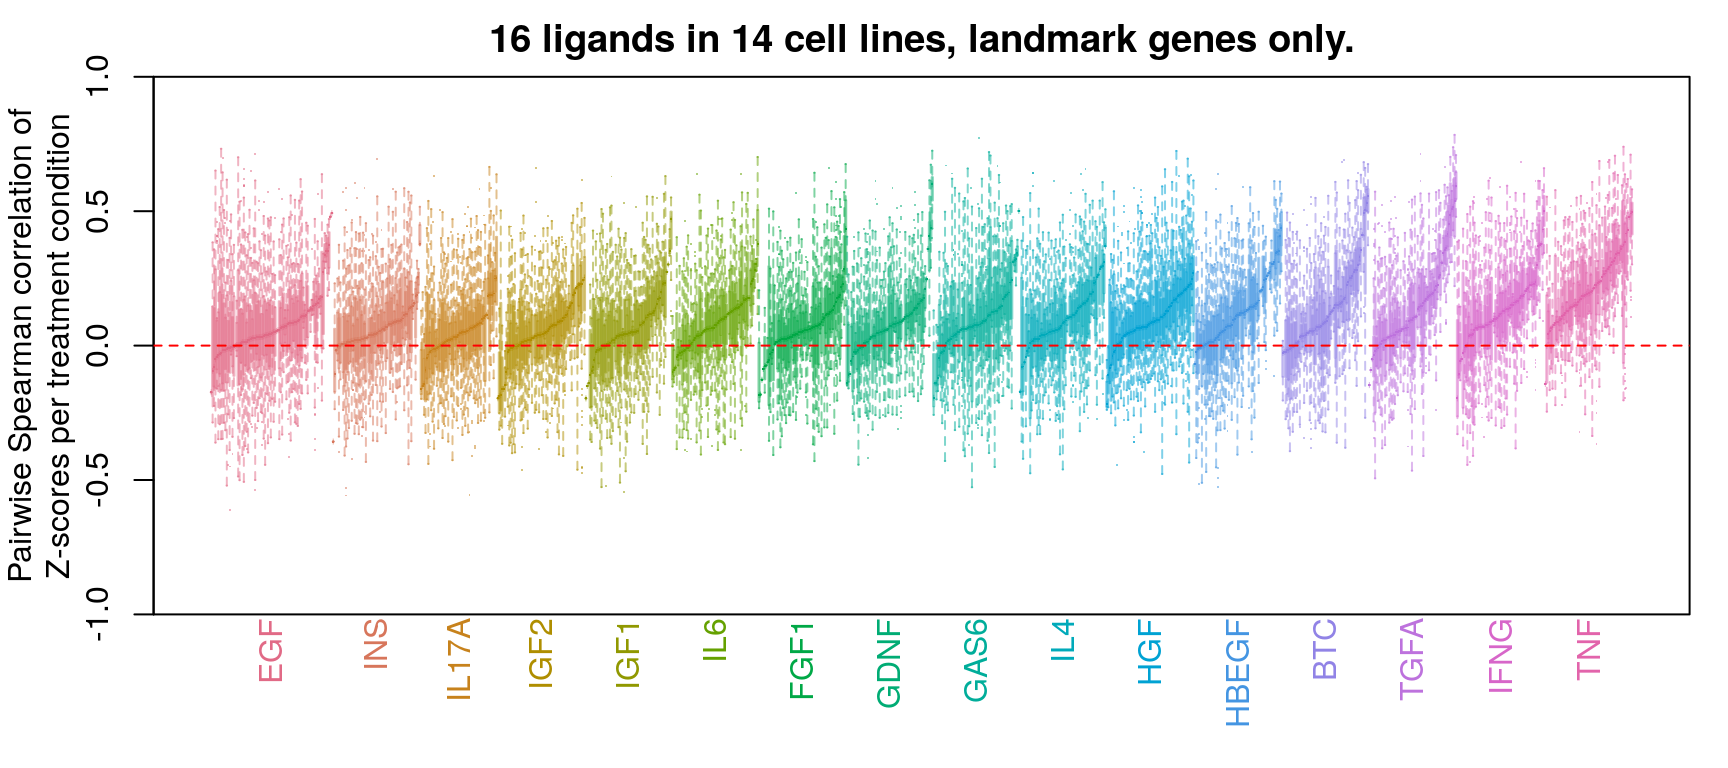 16 ligands in 14 cell lines, landmark genes only.
Pairwise Spearman correlation of
Z-scores per treatment condition
1.0
0.5
0.0
-0.5
-1.0
EGF
INS
IL17A
IGF2
IGF1
IL6
FGF1
GDNF
GAS6
IL4
HGF
HBEGF
BTC
TGFA
IFNG
TNF